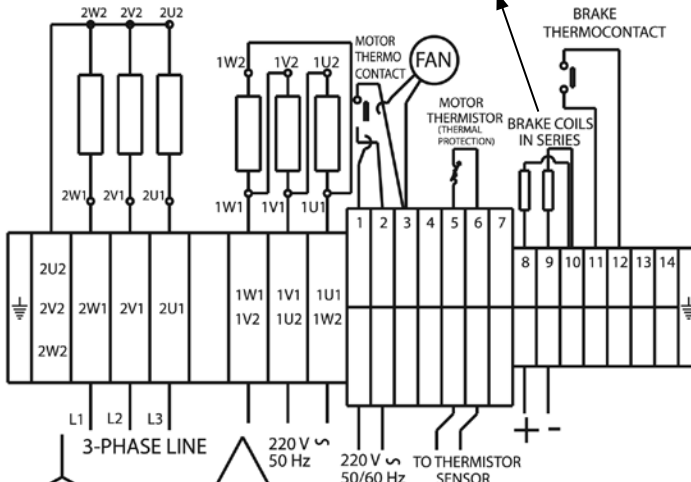 2W2 2V2 2U2
BRAKE
THERMOCONTACT
MOTOR
THERMO
CONTACT
FAN
1W2 1V2 1U2
MOTOR
THERMISTOR
(THERMAL
PROTECTION)
BRAKE COILS
IN SERIES
2W1 2V1 2U1
1W1 1V1 1U1
1 2 3 4 5 6 7
8 9 10 11 12 13 14
2U2
2V2
2W2
2W1 2V1 2U1
1W1 1V1 1U1
1V2 1U2 1W2
L1 L2 L3
3-PHASE LINE
220 V ∿
50 Hz
220 V ∿
50/60 Hz
TO THERMISTOR
SENSOR
+ -